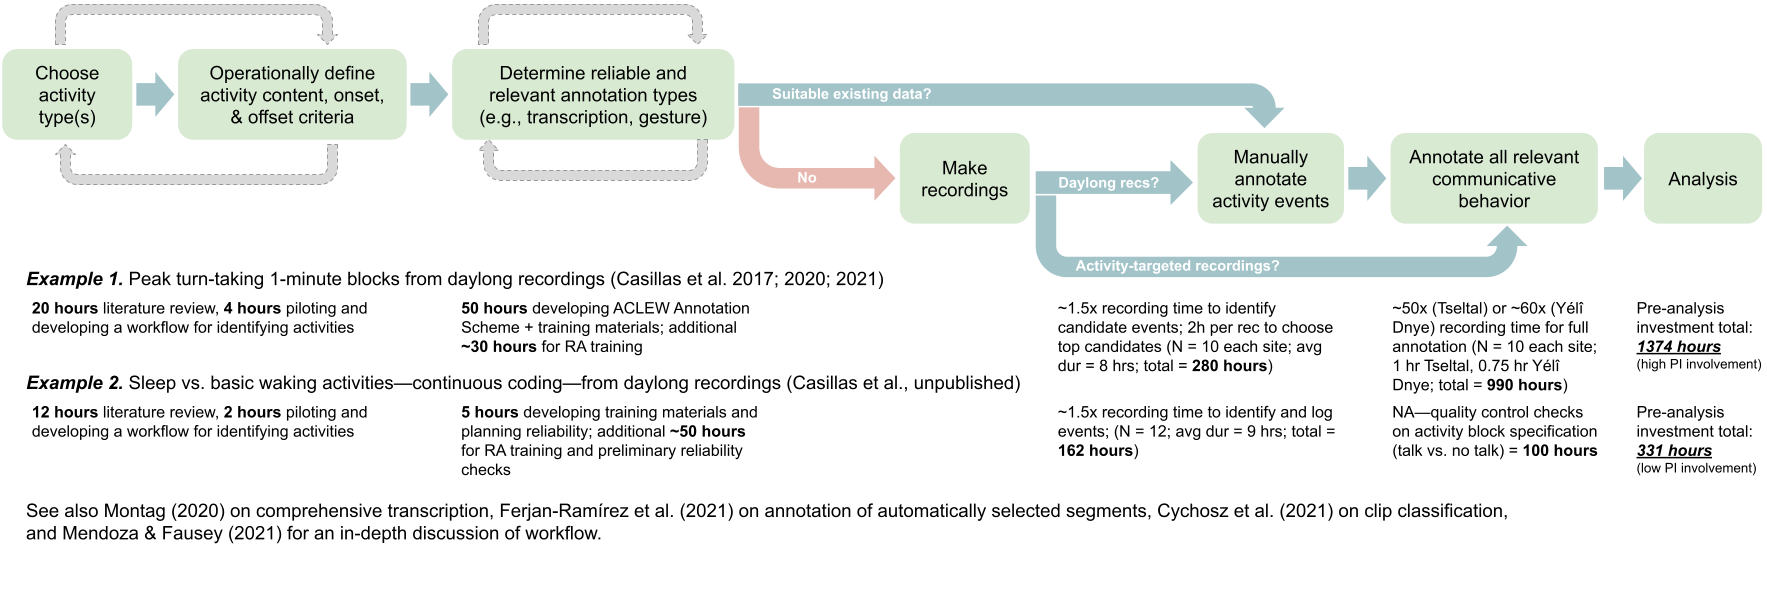 Choose
activity
type(s)
Operationally define
activity content, onset,
& offset criteria
Determine reliable and
relevant annotation types
(e.g., transcription, gesture)
Suitable existing data?
No
Make
recordings
Daylong recs?
Activity-targeted recordings?
Manually
annotate
activity events
Annotate all relevant
communicative
behavior
Analysis
Example 1. Peak turn-taking 1-minute blocks from daylong recordings (Casillas et al. 2017; 2020; 2021)
20 hours literature review, 4 hours piloting and
developing a workflow for identifying activities
50 hours developing ACLEW Annotation
Scheme + training materials; additional
~30 hours for RA training
~1.5x recording time to identify
candidate events; 2h per rec to choose
top candidates (N = 10 each site; avg
dur = 8 hrs; total = 280 hours)
~50x (Tseltal) or ~60x (Yélî
Dnye) recording time for full
annotation (N = 10 each site;
1 hr Tseltal, 0.75 hr Yélî
Dnye; total = 990 hours)
Pre-analysis
investment total:
1374 hours
(high PI involvement)
Example 2. Sleep vs. basic waking activities—continuous coding—from daylong recordings (Casillas et al., unpublished)
12 hours literature review, 2 hours piloting and
developing a workflow for identifying activities
5 hours developing training materials and
planning reliability; additional ~50 hours
for RA training and preliminary reliability
checks
~1.5x recording time to identify and log
events; (N = 12; avg dur = 9 hrs; total =
162 hours)
NA—quality control checks
on activity block specification
(talk vs. no talk) = 100 hours
Pre-analysis
investment total:
331 hours
(low PI involvement)
See also Montag (2020) on comprehensive transcription, Ferjan-Ramírez et al. (2021) on annotation of automatically selected segments, Cychosz et al. (2021) on clip classification,
and Mendoza & Fausey (2021) for an in-depth discussion of workflow.